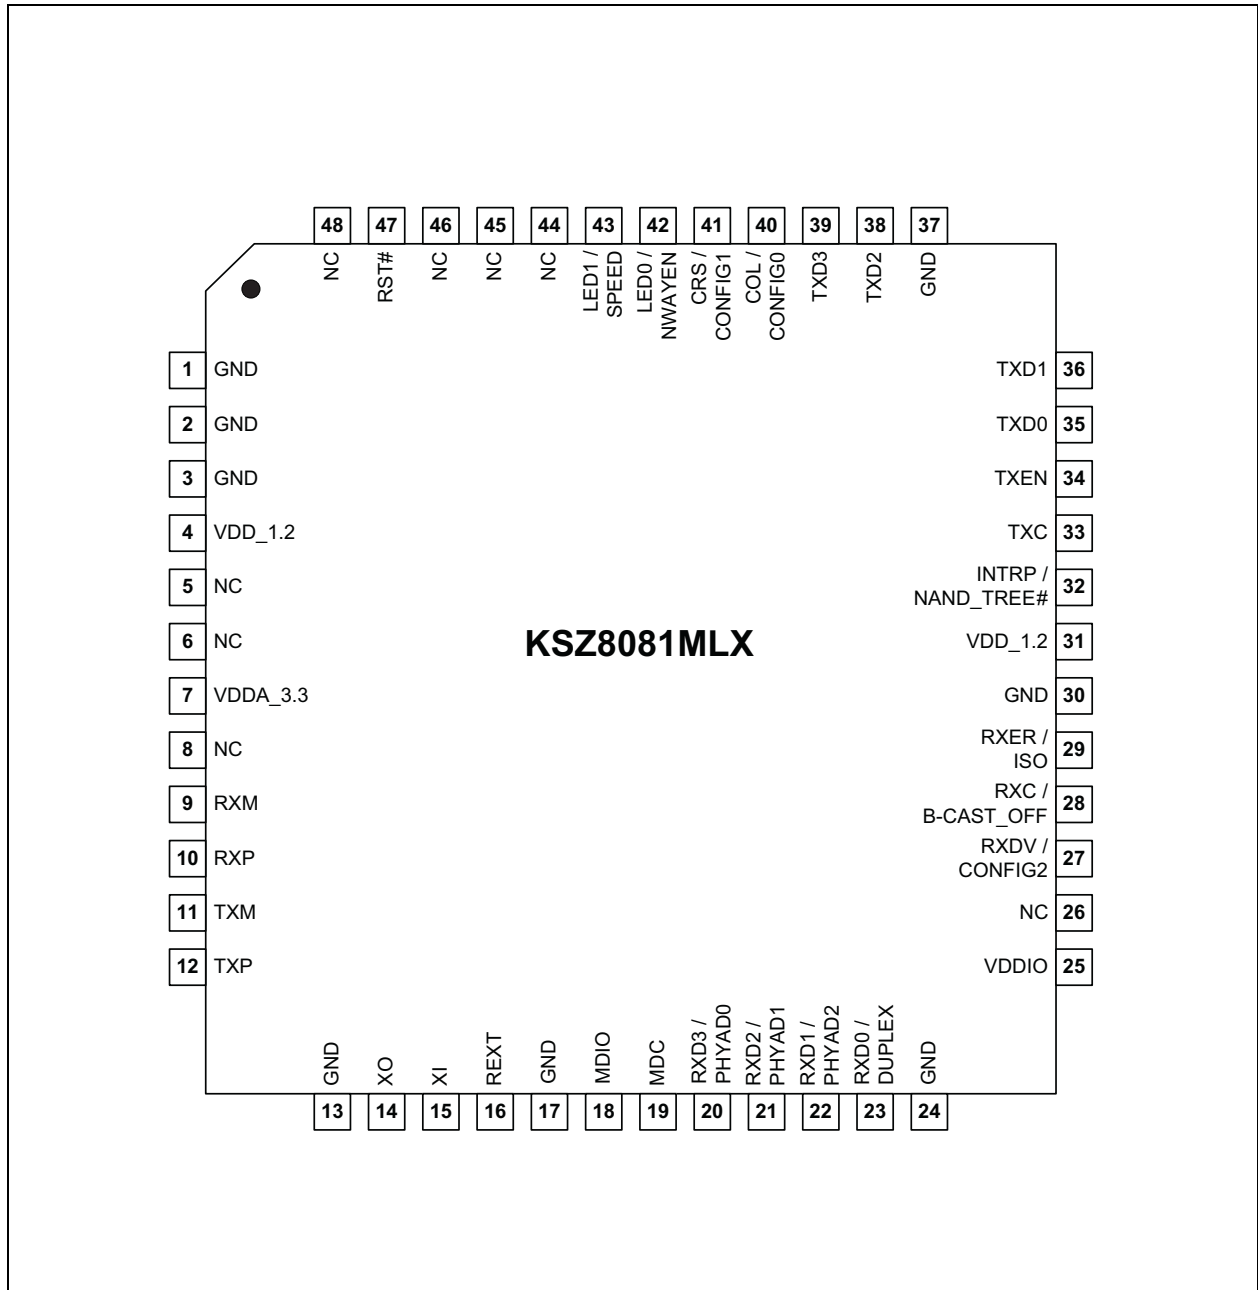 48 47 46 45 44 43 42 41 40 39 38 37
NC
RST#
NC
NC
NC
LED1 /
SPEED
LED0 /
NWAYEN
CRS /
CONFIG1
COL /
CONFIG0
TXD3
TXD2
GND
1 GND
2 GND
3 GND
4 VDD_1.2
5 NC
6 NC
7 VDDA_3.3
8 NC
9 RXM
10 RXP
11 TXM
12 TXP
KSZ8081MLX
TXD1 36
TXD0 35
TXEN 34
TXC 33
INTRP /
NAND_TREE# 32
VDD_1.2 31
GND 30
RXER /
ISO 29
RXC /
B-CAST_OFF 28
RXDV /
CONFIG2 27
NC 26
VDDIO 25
GND
XO
XI
REXT
GND
MDIO
MDC
RXD3 /
PHYAD0
RXD2 /
PHYAD1
RXD1 /
PHYAD2
RXD0 /
DUPLEX
GND
13 14 15 16 17 18 19 20 21 22 23 24